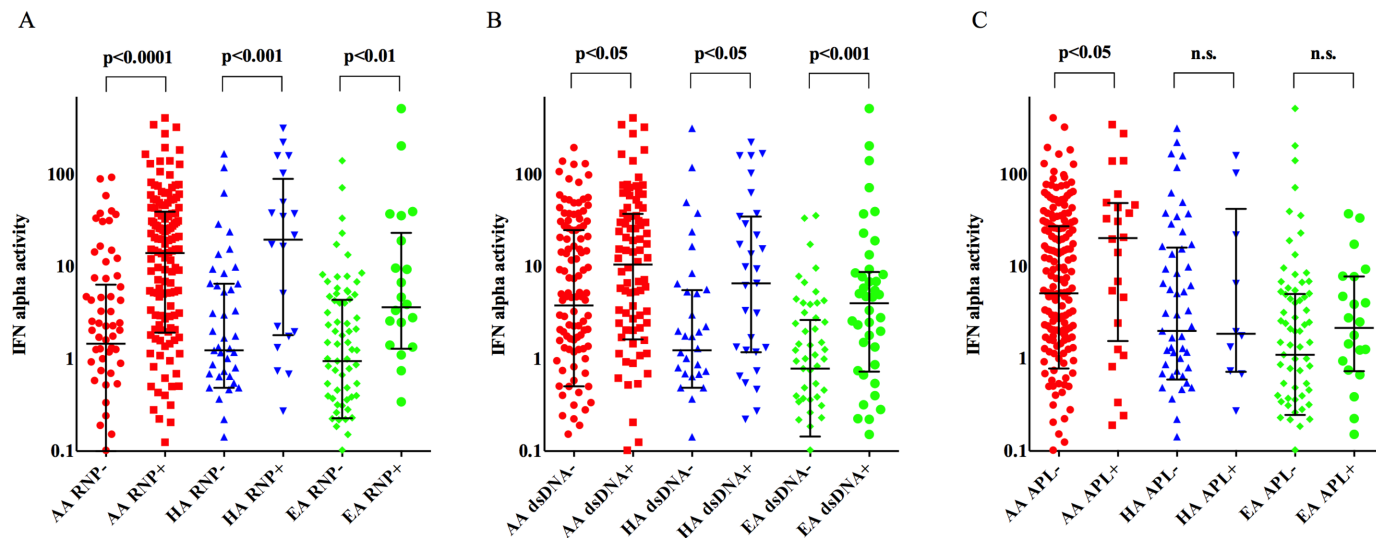 A
p<0.0001
p<0.001
p<0.01
IFN alpha activity
100
10
1
0.1
AA RNP-
AA RNP+
HA RNP-
HA RNP+
EA RNP-
EA RNP+
B
p<0.05
p<0.05
p<0.001
IFN alpha activity
100
10
1
0.1
AA dsDNA-
AA dsDNA+
HA dsDNA-
HA dsDNA+
EA dsDNA-
EA dsDNA+
C
p<0.05
n.s.
n.s.
IFN alpha activity
100
10
1
0.1
AA APL-
AA APL+
HA APL-
HA APL+
EA APL-
EA APL+